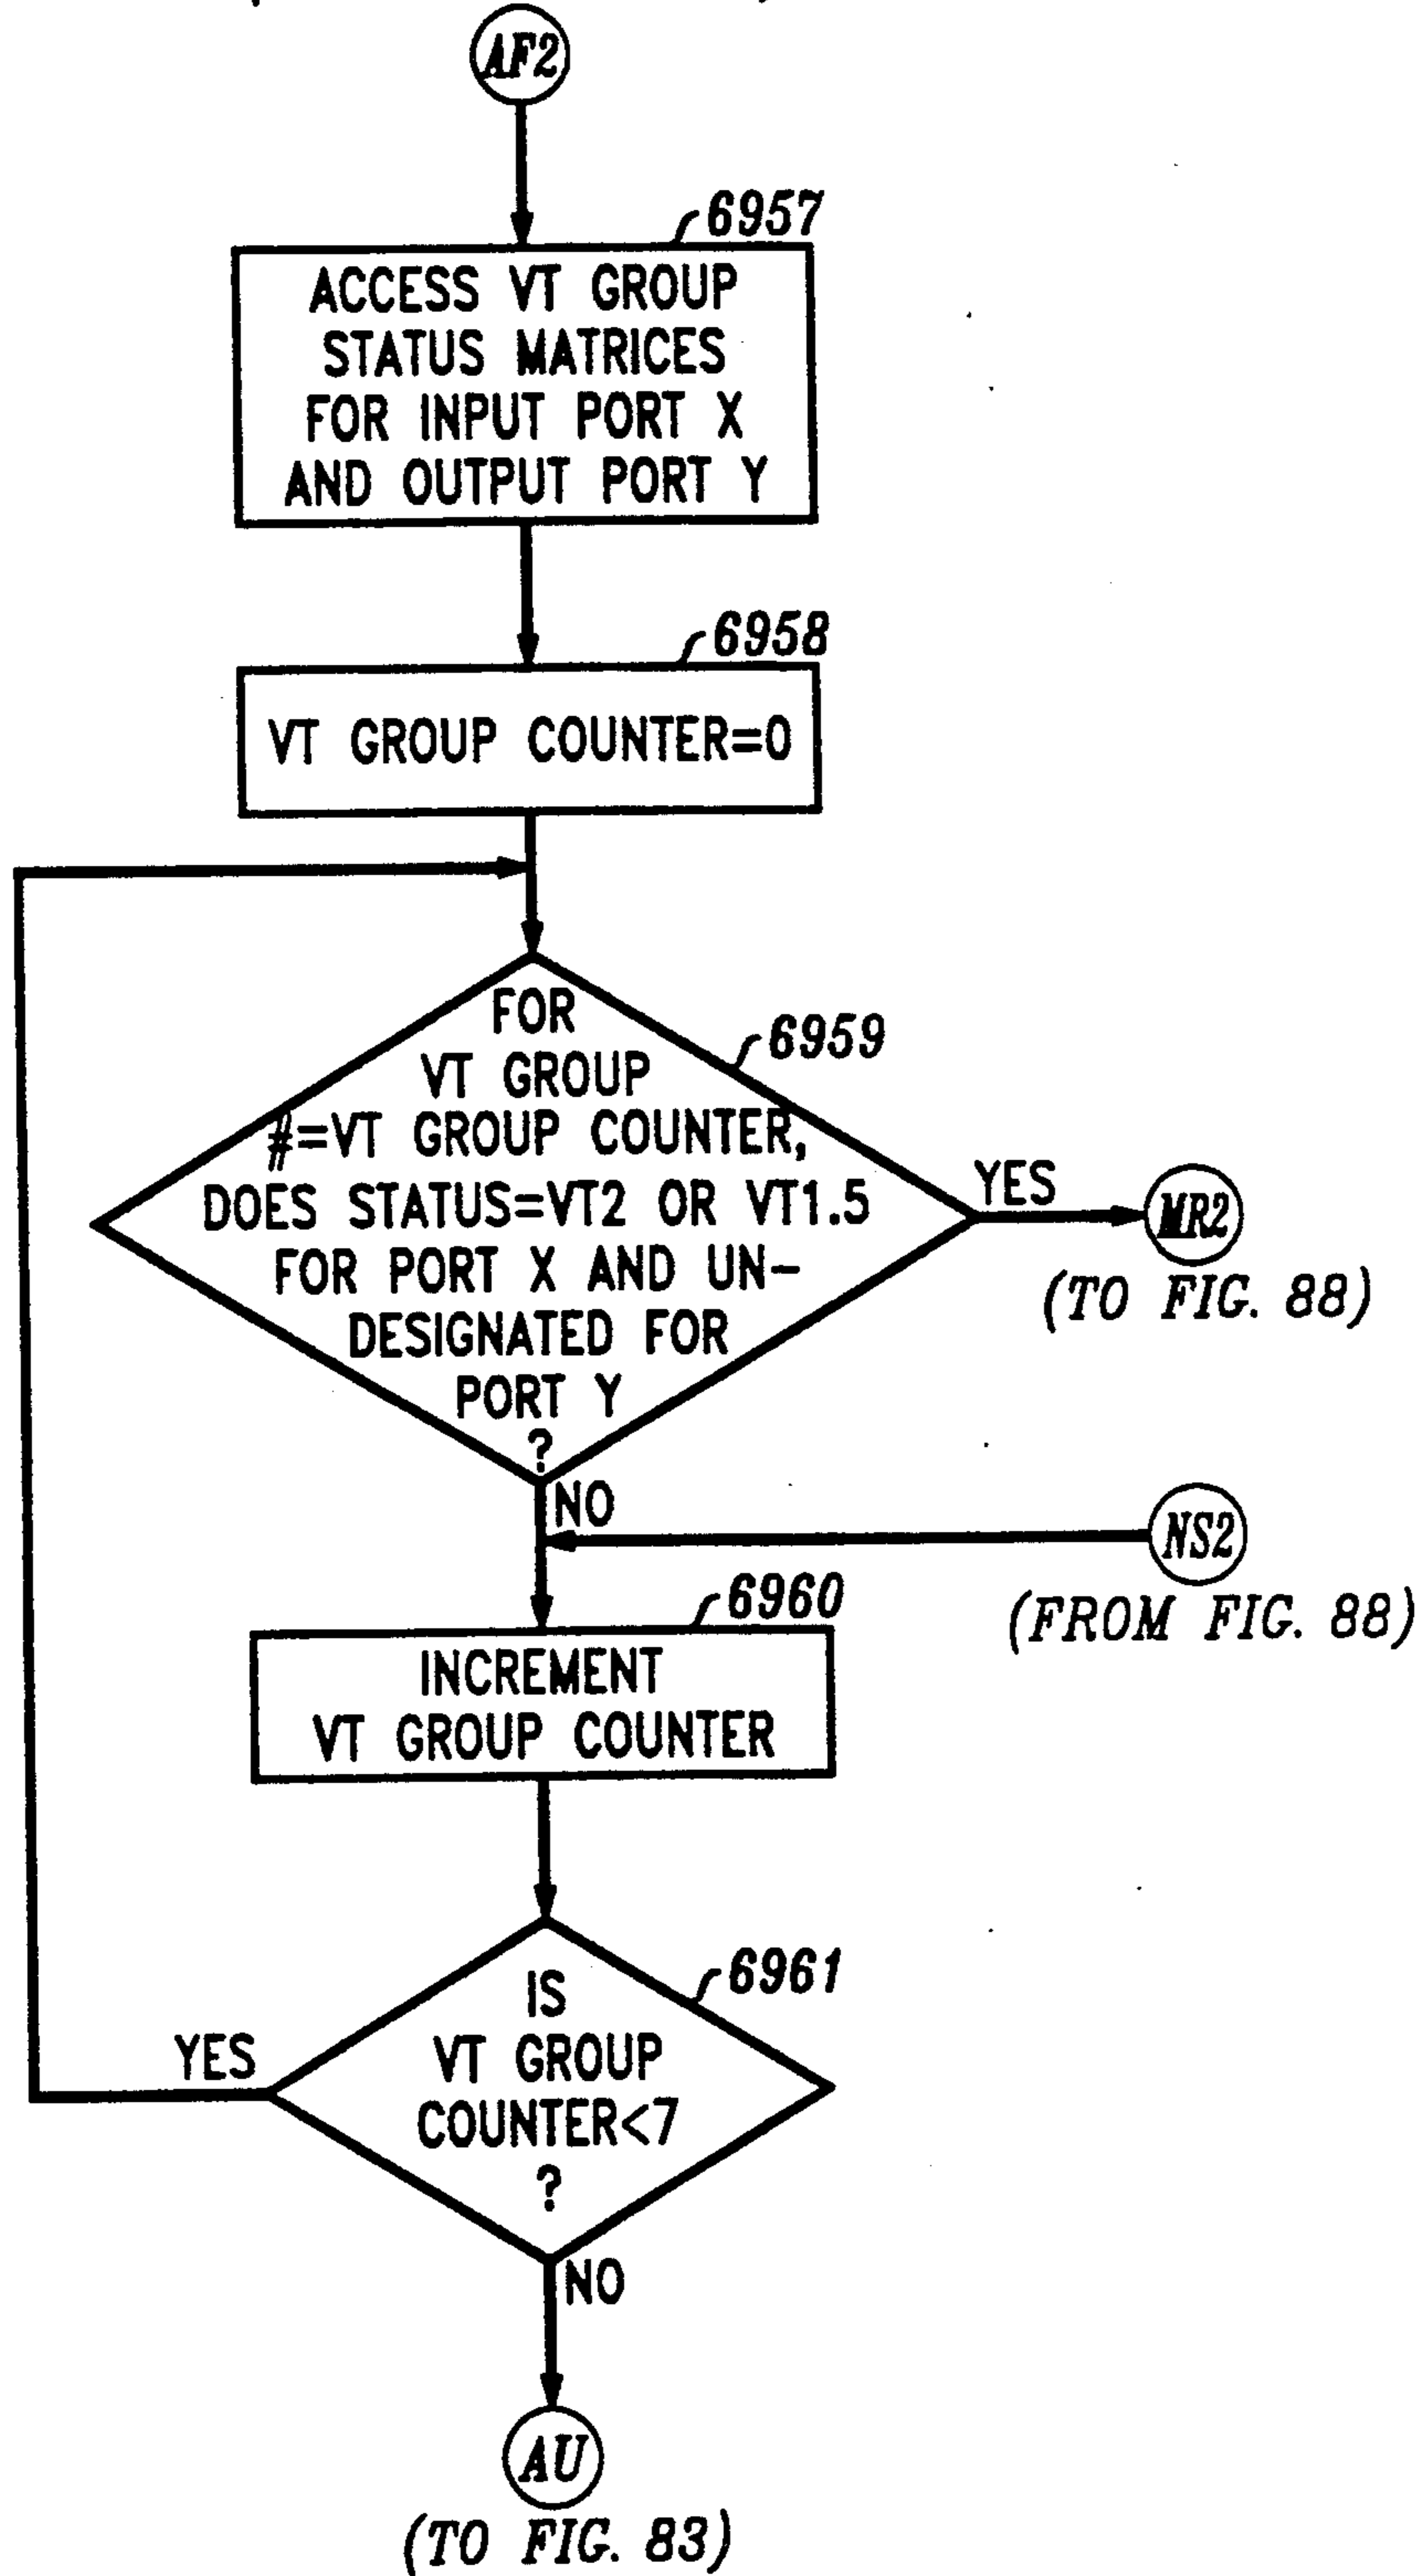 AF2
6957
ACCESS VT GROUP
STATUS MATRICES
FOR INPUT PORT X
AND OUTPUT PORT Y
6958
VT GROUP COUNTER=0
FOR
6959
VT GROUP
#=VT GROUP COUNTER,
DOES STATUS=VT2 OR VT1.5
FOR PORT X AND UN-
DESIGNATED FOR
PORT Y
?
YES
MR2
(TO FIG. 88)
NO
NS2
(FROM FIG. 88)
6960
INCREMENT
VT GROUP COUNTER
6961
IS
VT GROUP
COUNTER<7
?
YES
NO
AU
(TO FIG. 83)